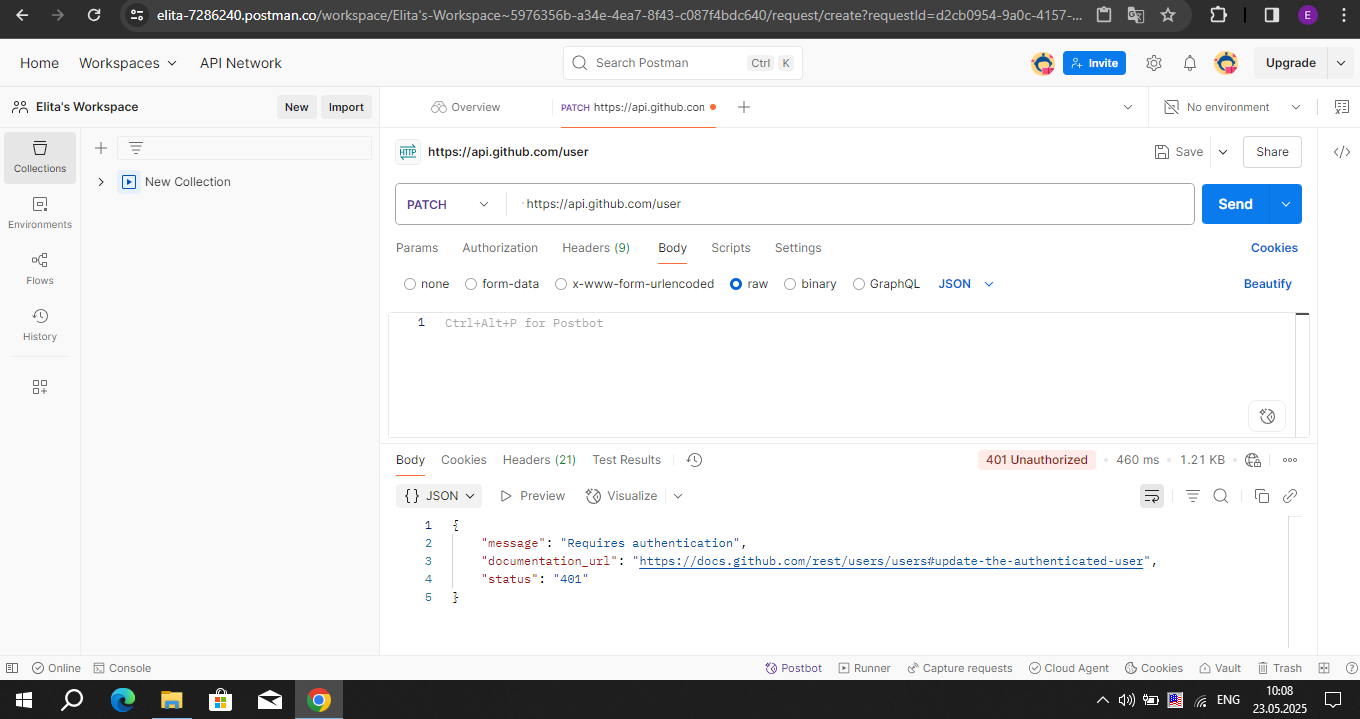 elita-7286240.postman.co/workspace/Elita's-Workspace~5976356b-a34e-4ea7-8f43-c087f4bdc640/request/create?requestId=d2cb0954-9a0c-4157-...
E
Home Workspaces API Network
Search Postman Ctrl K
Invite
Upgrade
Elita's Workspace New Import
Overview PATCH https://api.github.con
No environment
Collections
New Collection
Environments
Flows
History
HTTP https://api.github.com/user
Save Share
PATCH https://api.github.com/user
Send
Params Authorization Headers (9) Body Scripts Settings Cookies
none form-data x-www-form-urlencoded raw binary GraphQL JSON Beautify
1 Ctrl+Alt+P for Postbot
Body Cookies Headers (21) Test Results 401 Unauthorized 460 ms 1.21 KB
{} JSON Preview Visualize
1 {
2 "message": "Requires authentication",
3 "documentation_url": "https://docs.github.com/rest/users/users#update-the-authenticated-user",
4 "status": "401"
5 }
Online Console Postbot Runner Capture requests Cloud Agent Cookies Vault Trash
ENG
10:08
23.05.2025